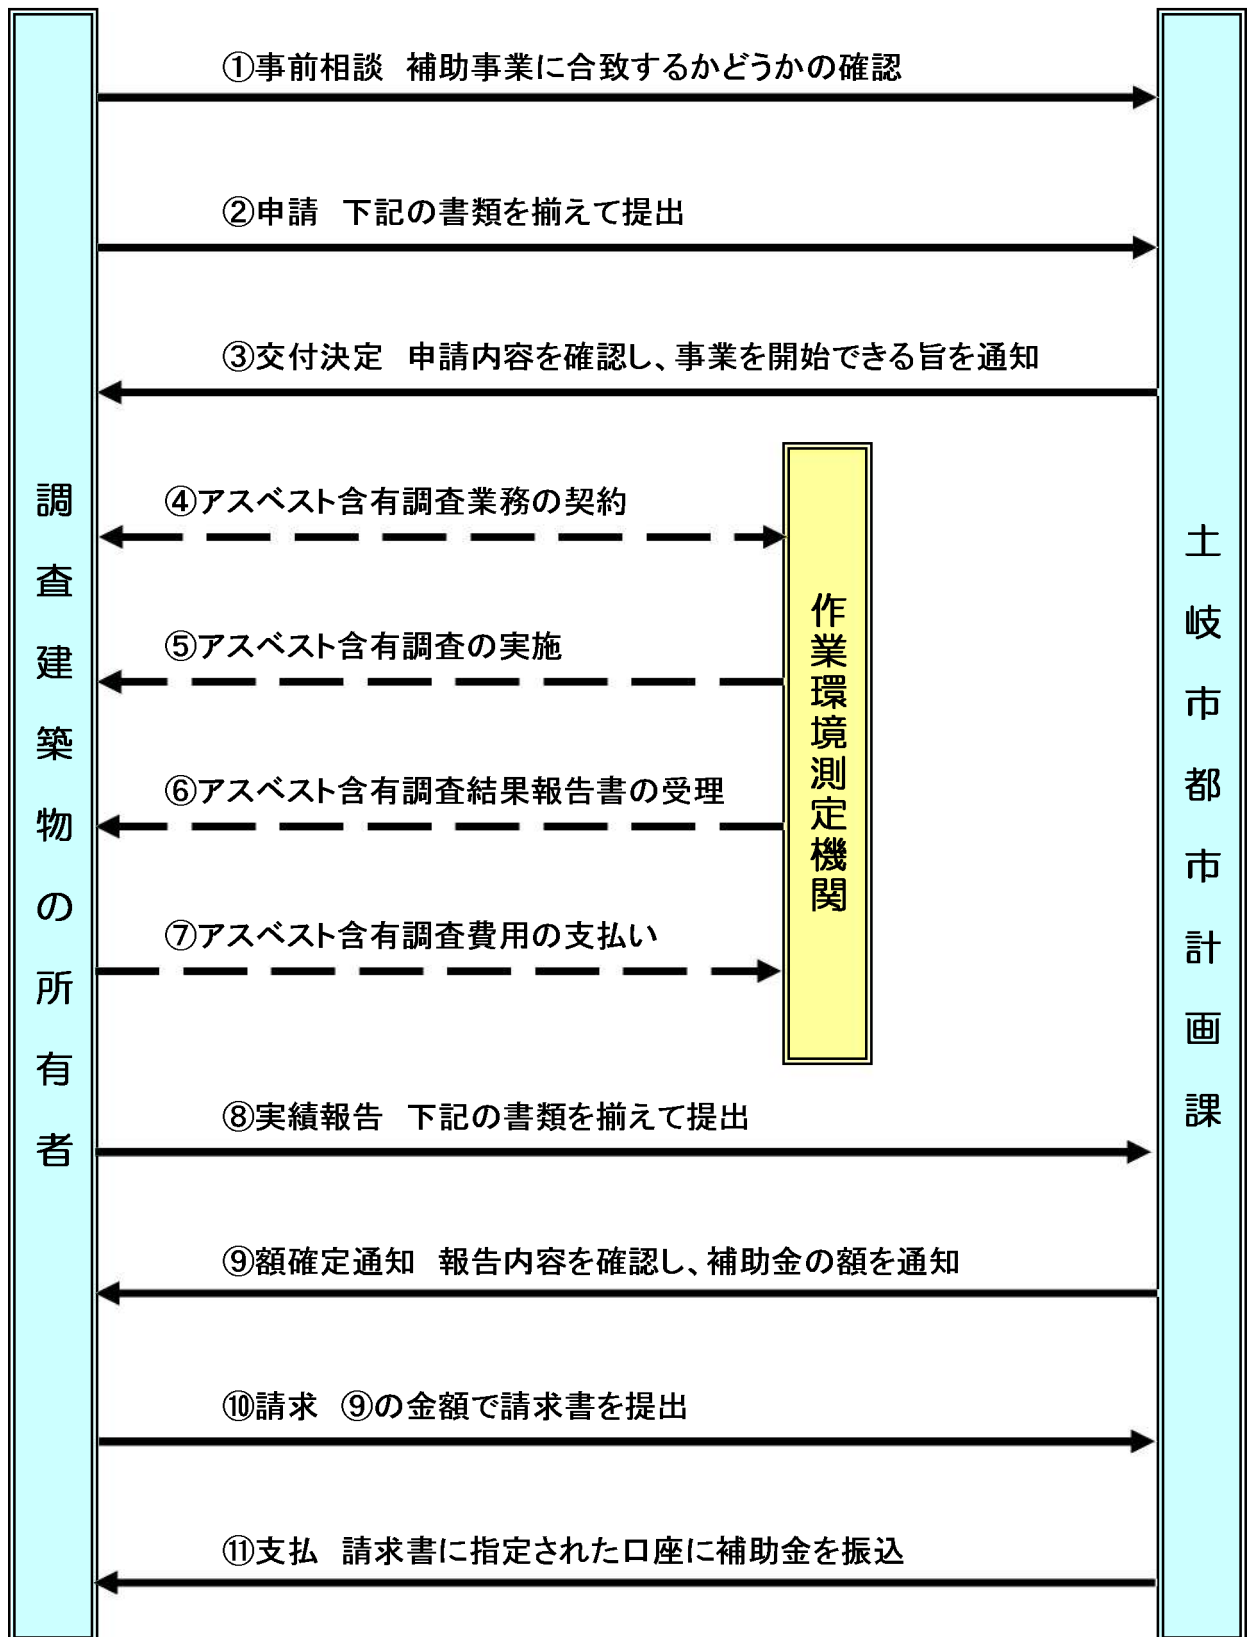 ①事前相談　補助事業に合致するかどうかの確認
②申請　下記の書類を揃えて提出
③交付決定　申請内容を確認し、事業を開始できる旨を通知
調査建築物の所有者
④アスベスト含有調査業務の契約
⑤アスベスト含有調査の実施
⑥アスベスト含有調査結果報告書の受理
⑦アスベスト含有調査費用の支払い
作業環境測定機関
土岐市都市計画課
⑧実績報告　下記の書類を揃えて提出
⑨額確定通知　報告内容を確認し、補助金の額を通知
⑩請求　⑨の金額で請求書を提出
⑪支払　請求書に指定された口座に補助金を振込